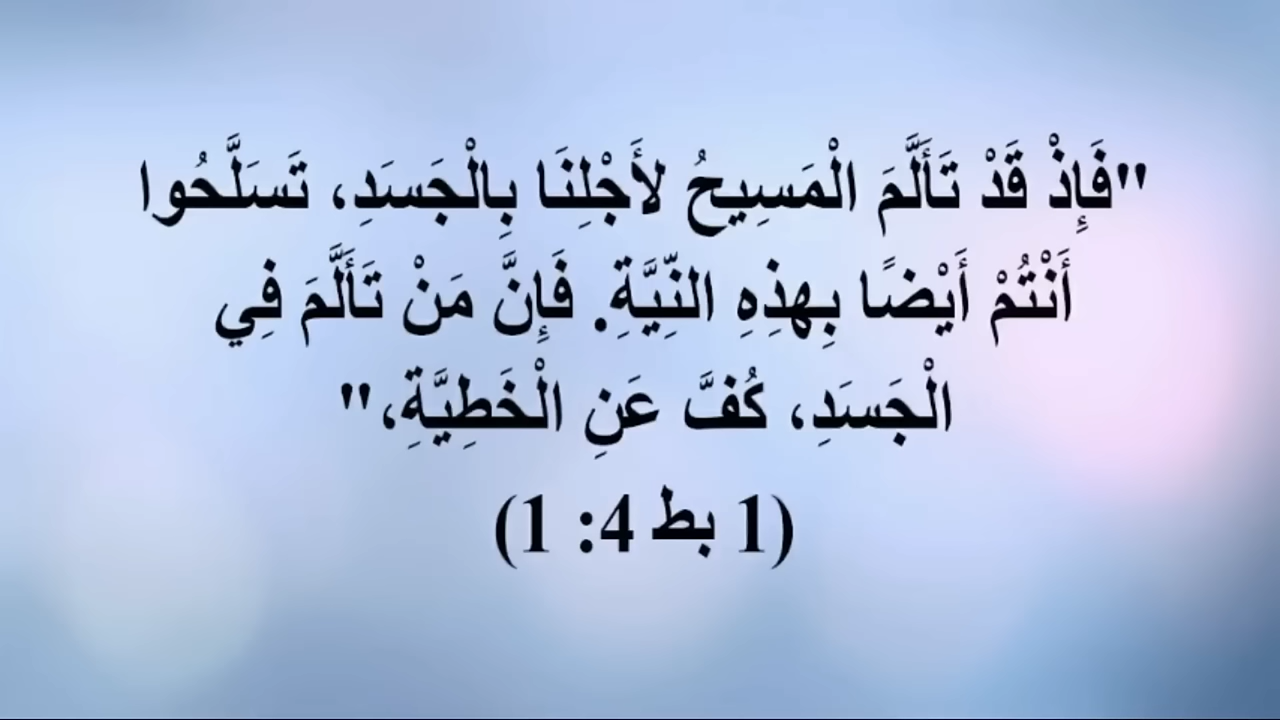 "فَإِذْ قَدْ تَأَلَّمَ الْمَسِيحُ لأَجْلِنَا بِالْجَسَدِ، تَسَلَّحُوا
أَنْتُمْ أَيْضًا بِهذِهِ النِّيَّةِ. فَإِنَّ مَنْ تَأَلَّمَ فِي
الْجَسَدِ، كُفَّ عَنِ الْخَطِيَّةِ،"
(1 بط 4: 1)